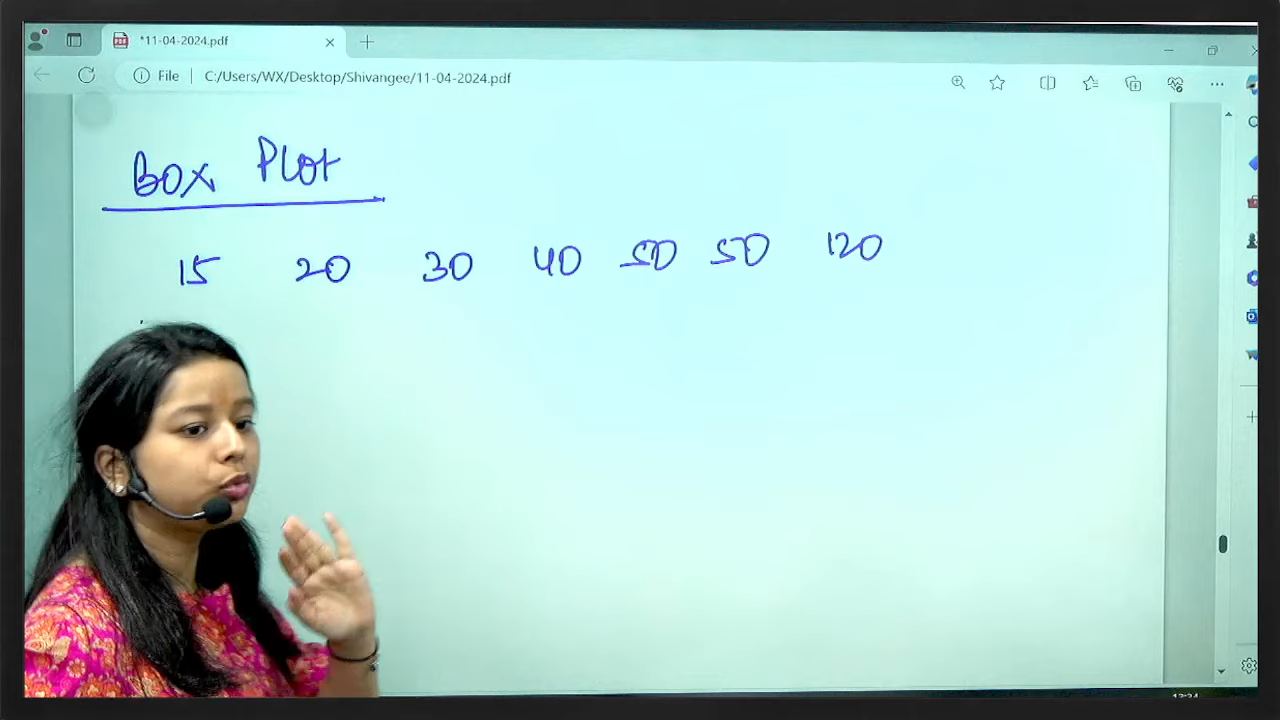 *11-04-2024.pdf
File C:/Users/WX/Desktop/Shivangee/11-04-2024.pdf
Box Plot
15 20 30 40 50 50 120